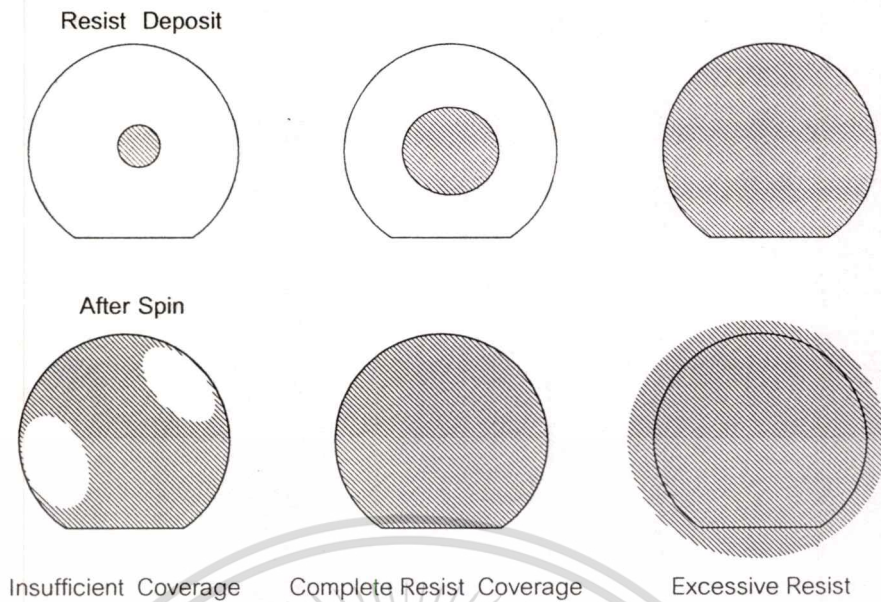 Resist Deposit
After Spin
Insufficient Coverage
Complete Resist Coverage
Excessive Resist